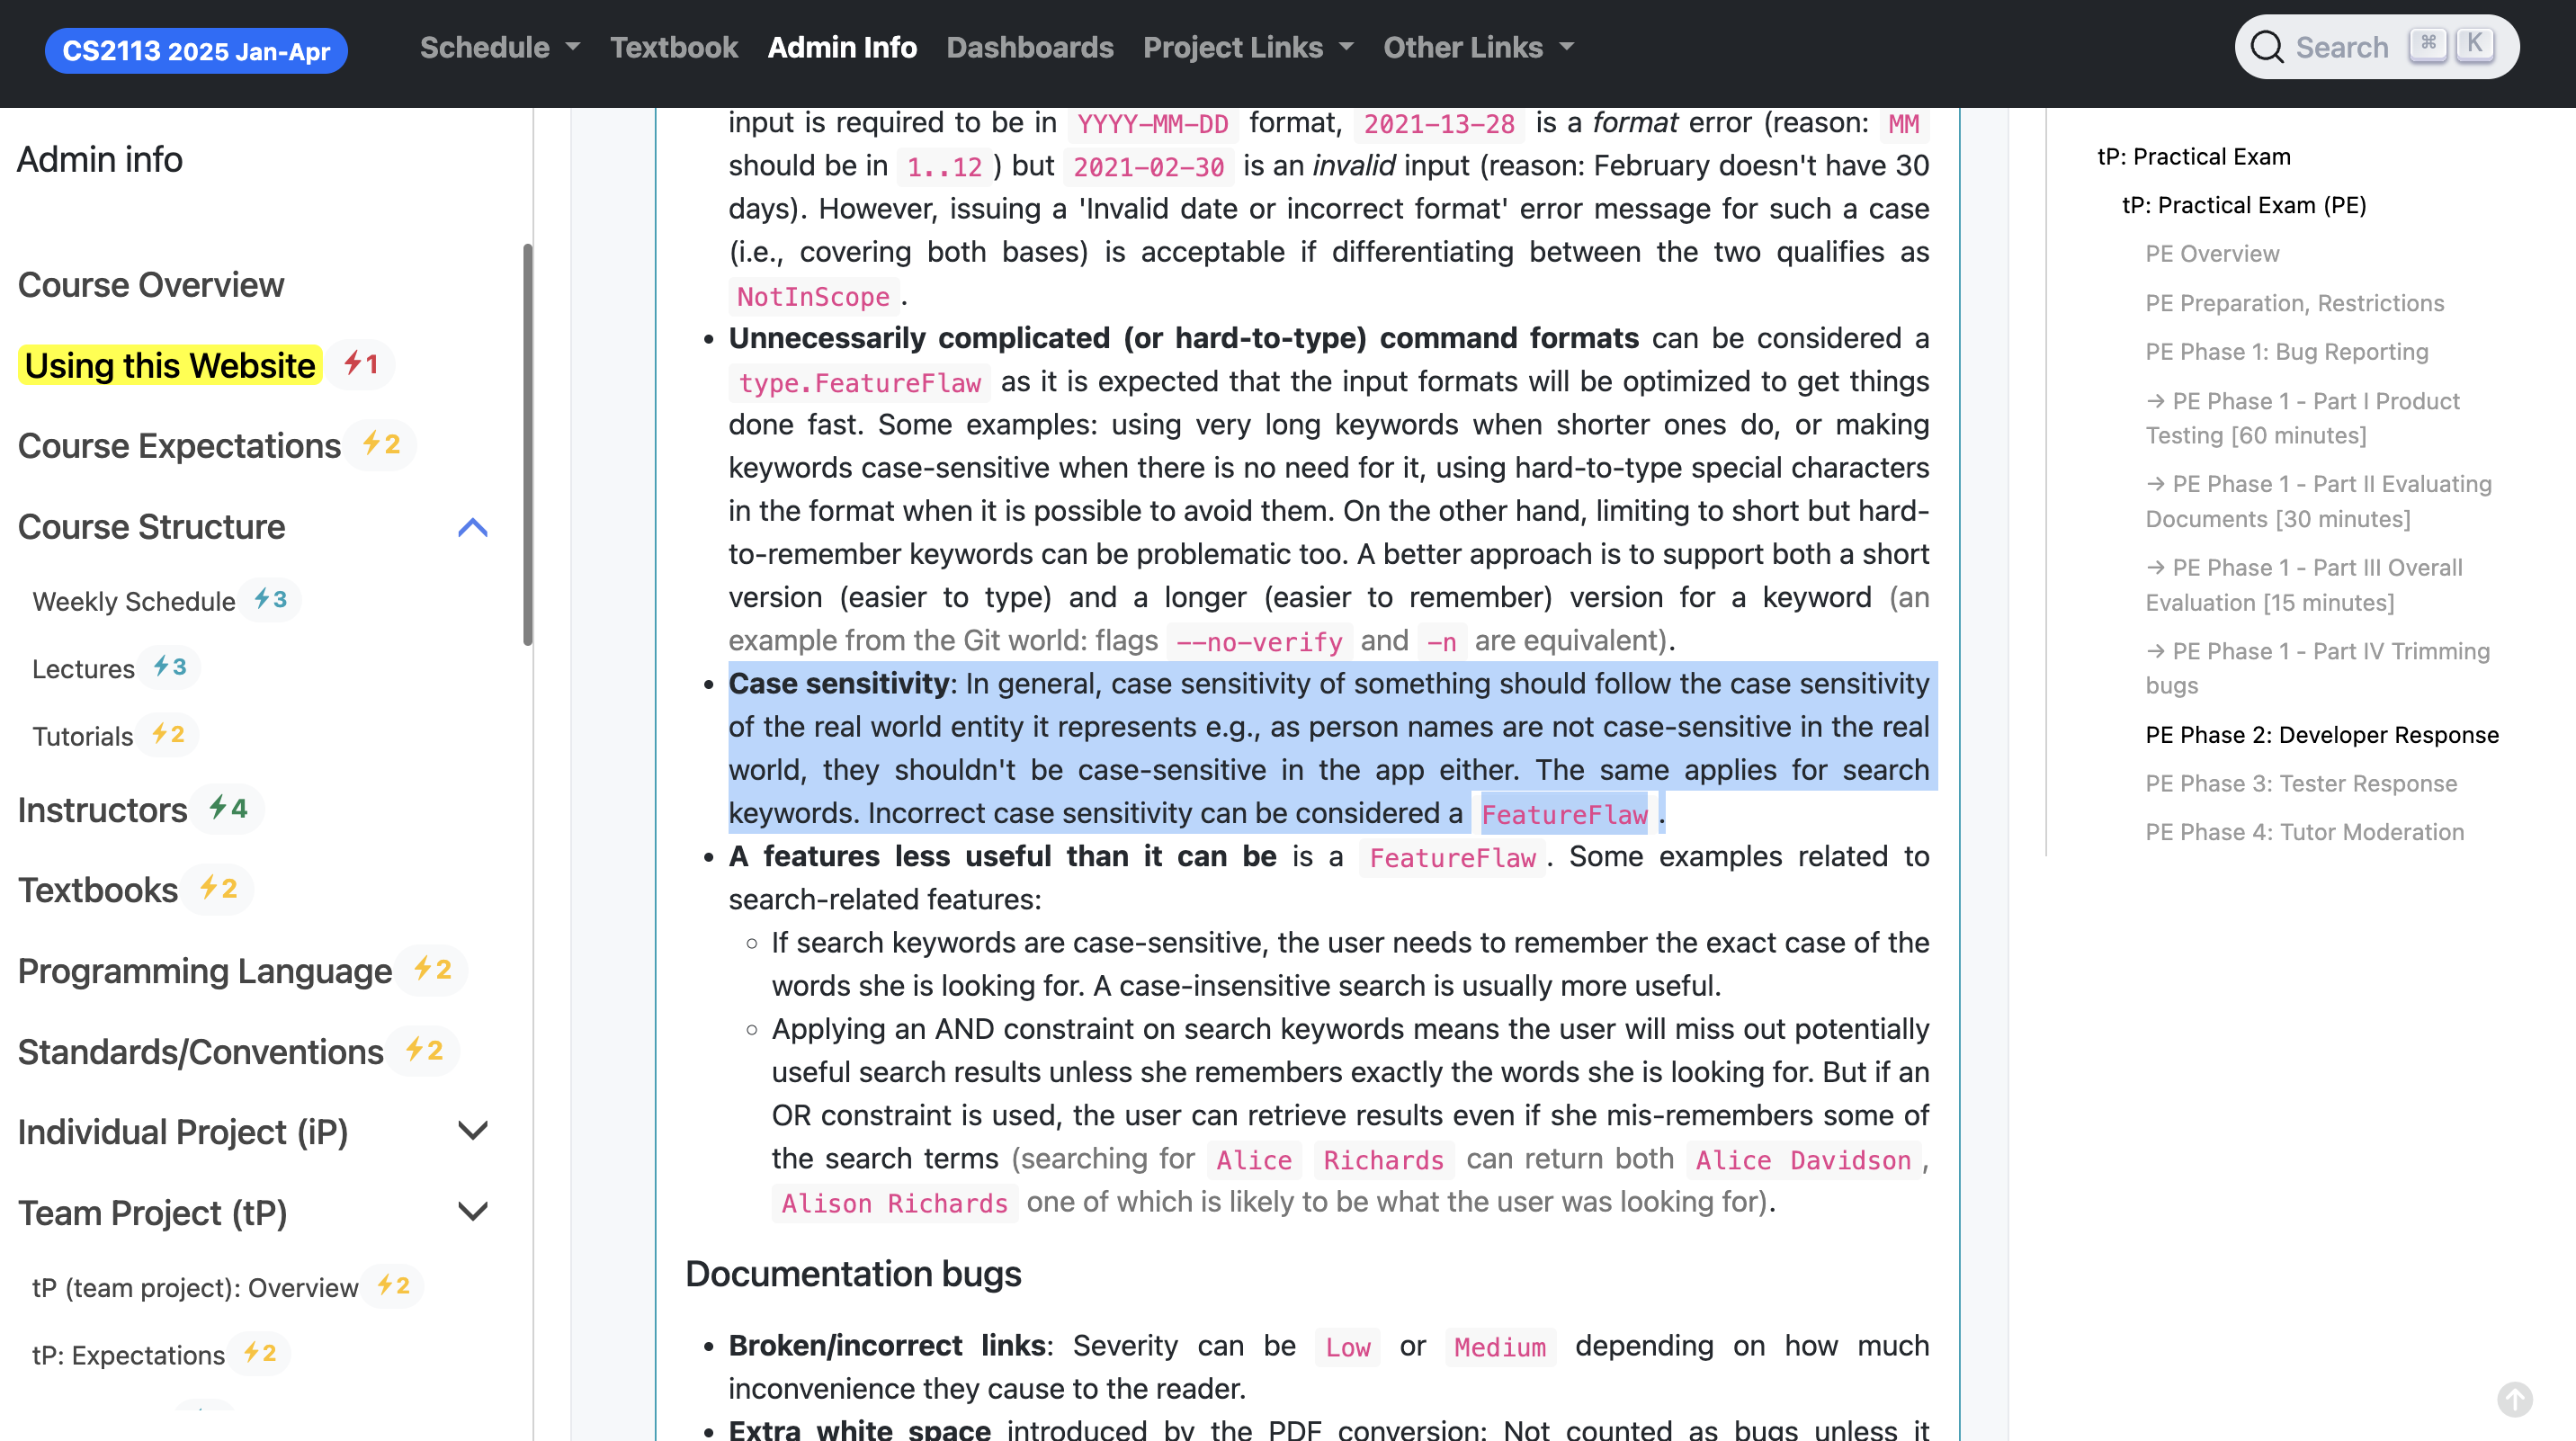 CS2113 2025 Jan-Apr
Schedule
Textbook
Admin Info
Dashboards
Project Links
Other Links
Search ⌘ K
Admin info
Course Overview
Using this Website 1
Course Expectations 2
Course Structure
Weekly Schedule 3
Lectures 3
Tutorials 2
Instructors 4
Textbooks 2
Programming Language 2
Standards/Conventions 2
Individual Project (iP)
Team Project (tP)
tP (team project): Overview 2
tP: Expectations 2
input is required to be in YYYY-MM-DD format, 2021-13-28 is a format error (reason: MM
should be in 1..12 ) but 2021-02-30 is an invalid input (reason: February doesn't have 30
days). However, issuing a 'Invalid date or incorrect format' error message for such a case
(i.e., covering both bases) is acceptable if differentiating between the two qualifies as
NotInScope .
• Unnecessarily complicated (or hard-to-type) command formats can be considered a
type.FeatureFlaw as it is expected that the input formats will be optimized to get things
done fast. Some examples: using very long keywords when shorter ones do, or making
keywords case-sensitive when there is no need for it, using hard-to-type special characters
in the format when it is possible to avoid them. On the other hand, limiting to short but hard-
to-remember keywords can be problematic too. A better approach is to support both a short
version (easier to type) and a longer (easier to remember) version for a keyword (an
example from the Git world: flags --no-verify and -n are equivalent).
• Case sensitivity: In general, case sensitivity of something should follow the case sensitivity
of the real world entity it represents e.g., as person names are not case-sensitive in the real
world, they shouldn't be case-sensitive in the app either. The same applies for search
keywords. Incorrect case sensitivity can be considered a FeatureFlaw .
• A features less useful than it can be is a FeatureFlaw . Some examples related to
search-related features:
◦ If search keywords are case-sensitive, the user needs to remember the exact case of the
words she is looking for. A case-insensitive search is usually more useful.
◦ Applying an AND constraint on search keywords means the user will miss out potentially
useful search results unless she remembers exactly the words she is looking for. But if an
OR constraint is used, the user can retrieve results even if she mis-remembers some of
the search terms (searching for Alice Richards can return both Alice Davidson ,
Alison Richards one of which is likely to be what the user was looking for).
Documentation bugs
• Broken/incorrect links: Severity can be Low or Medium depending on how much
inconvenience they cause to the reader.
• Extra white space introduced by the PDF conversion: Not counted as bugs unless it
tP: Practical Exam
tP: Practical Exam (PE)
PE Overview
PE Preparation, Restrictions
PE Phase 1: Bug Reporting
→ PE Phase 1 - Part I Product
Testing [60 minutes]
→ PE Phase 1 - Part II Evaluating
Documents [30 minutes]
→ PE Phase 1 - Part III Overall
Evaluation [15 minutes]
→ PE Phase 1 - Part IV Trimming
bugs
PE Phase 2: Developer Response
PE Phase 3: Tester Response
PE Phase 4: Tutor Moderation